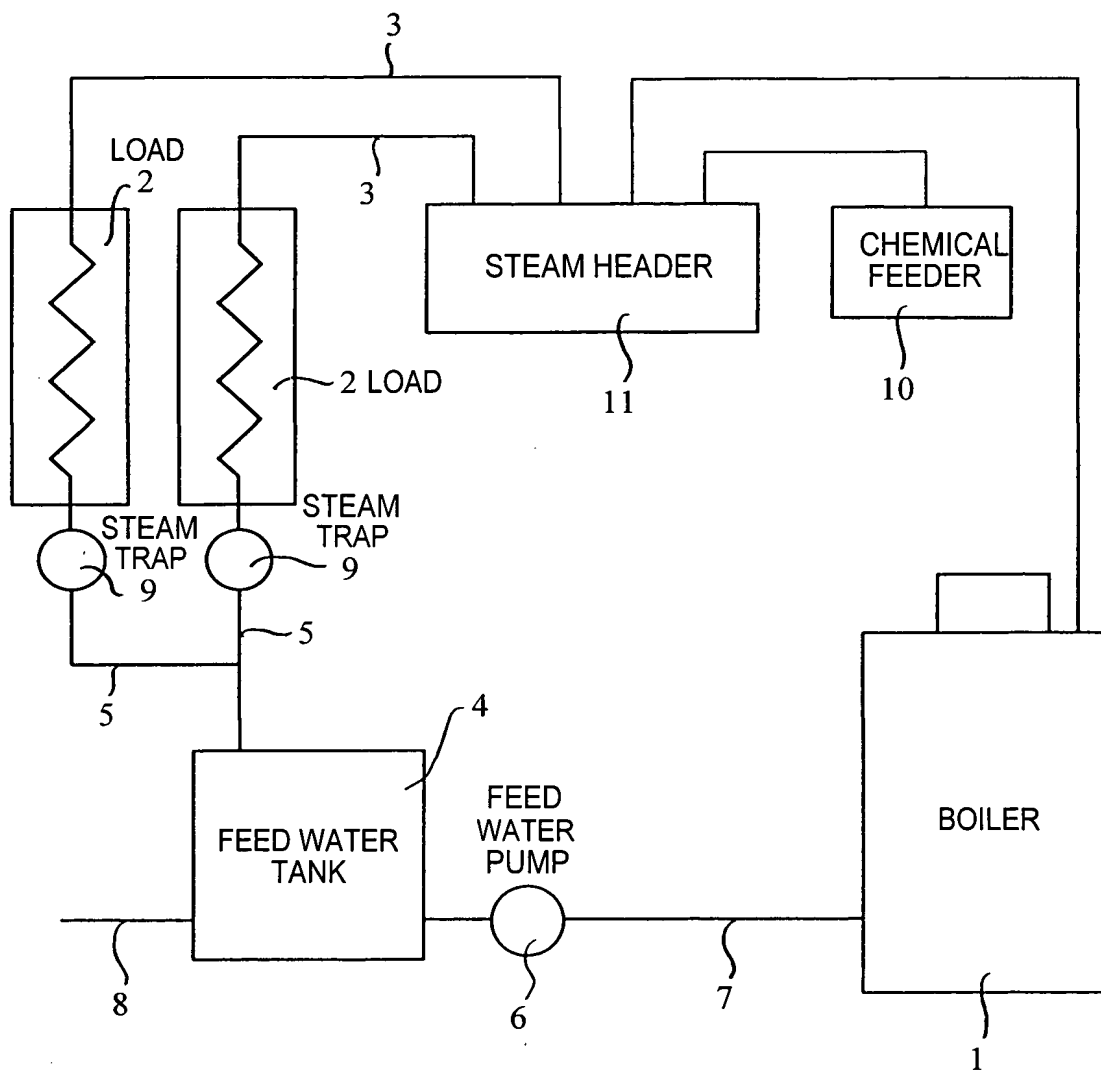 3
LOAD
2
3
STEAM HEADER
11
CHEMICAL
FEEDER
10
2 LOAD
STEAM
TRAP
9
STEAM
TRAP
9
5
5
4
FEED WATER
TANK
8
FEED
WATER
PUMP
6
7
BOILER
1